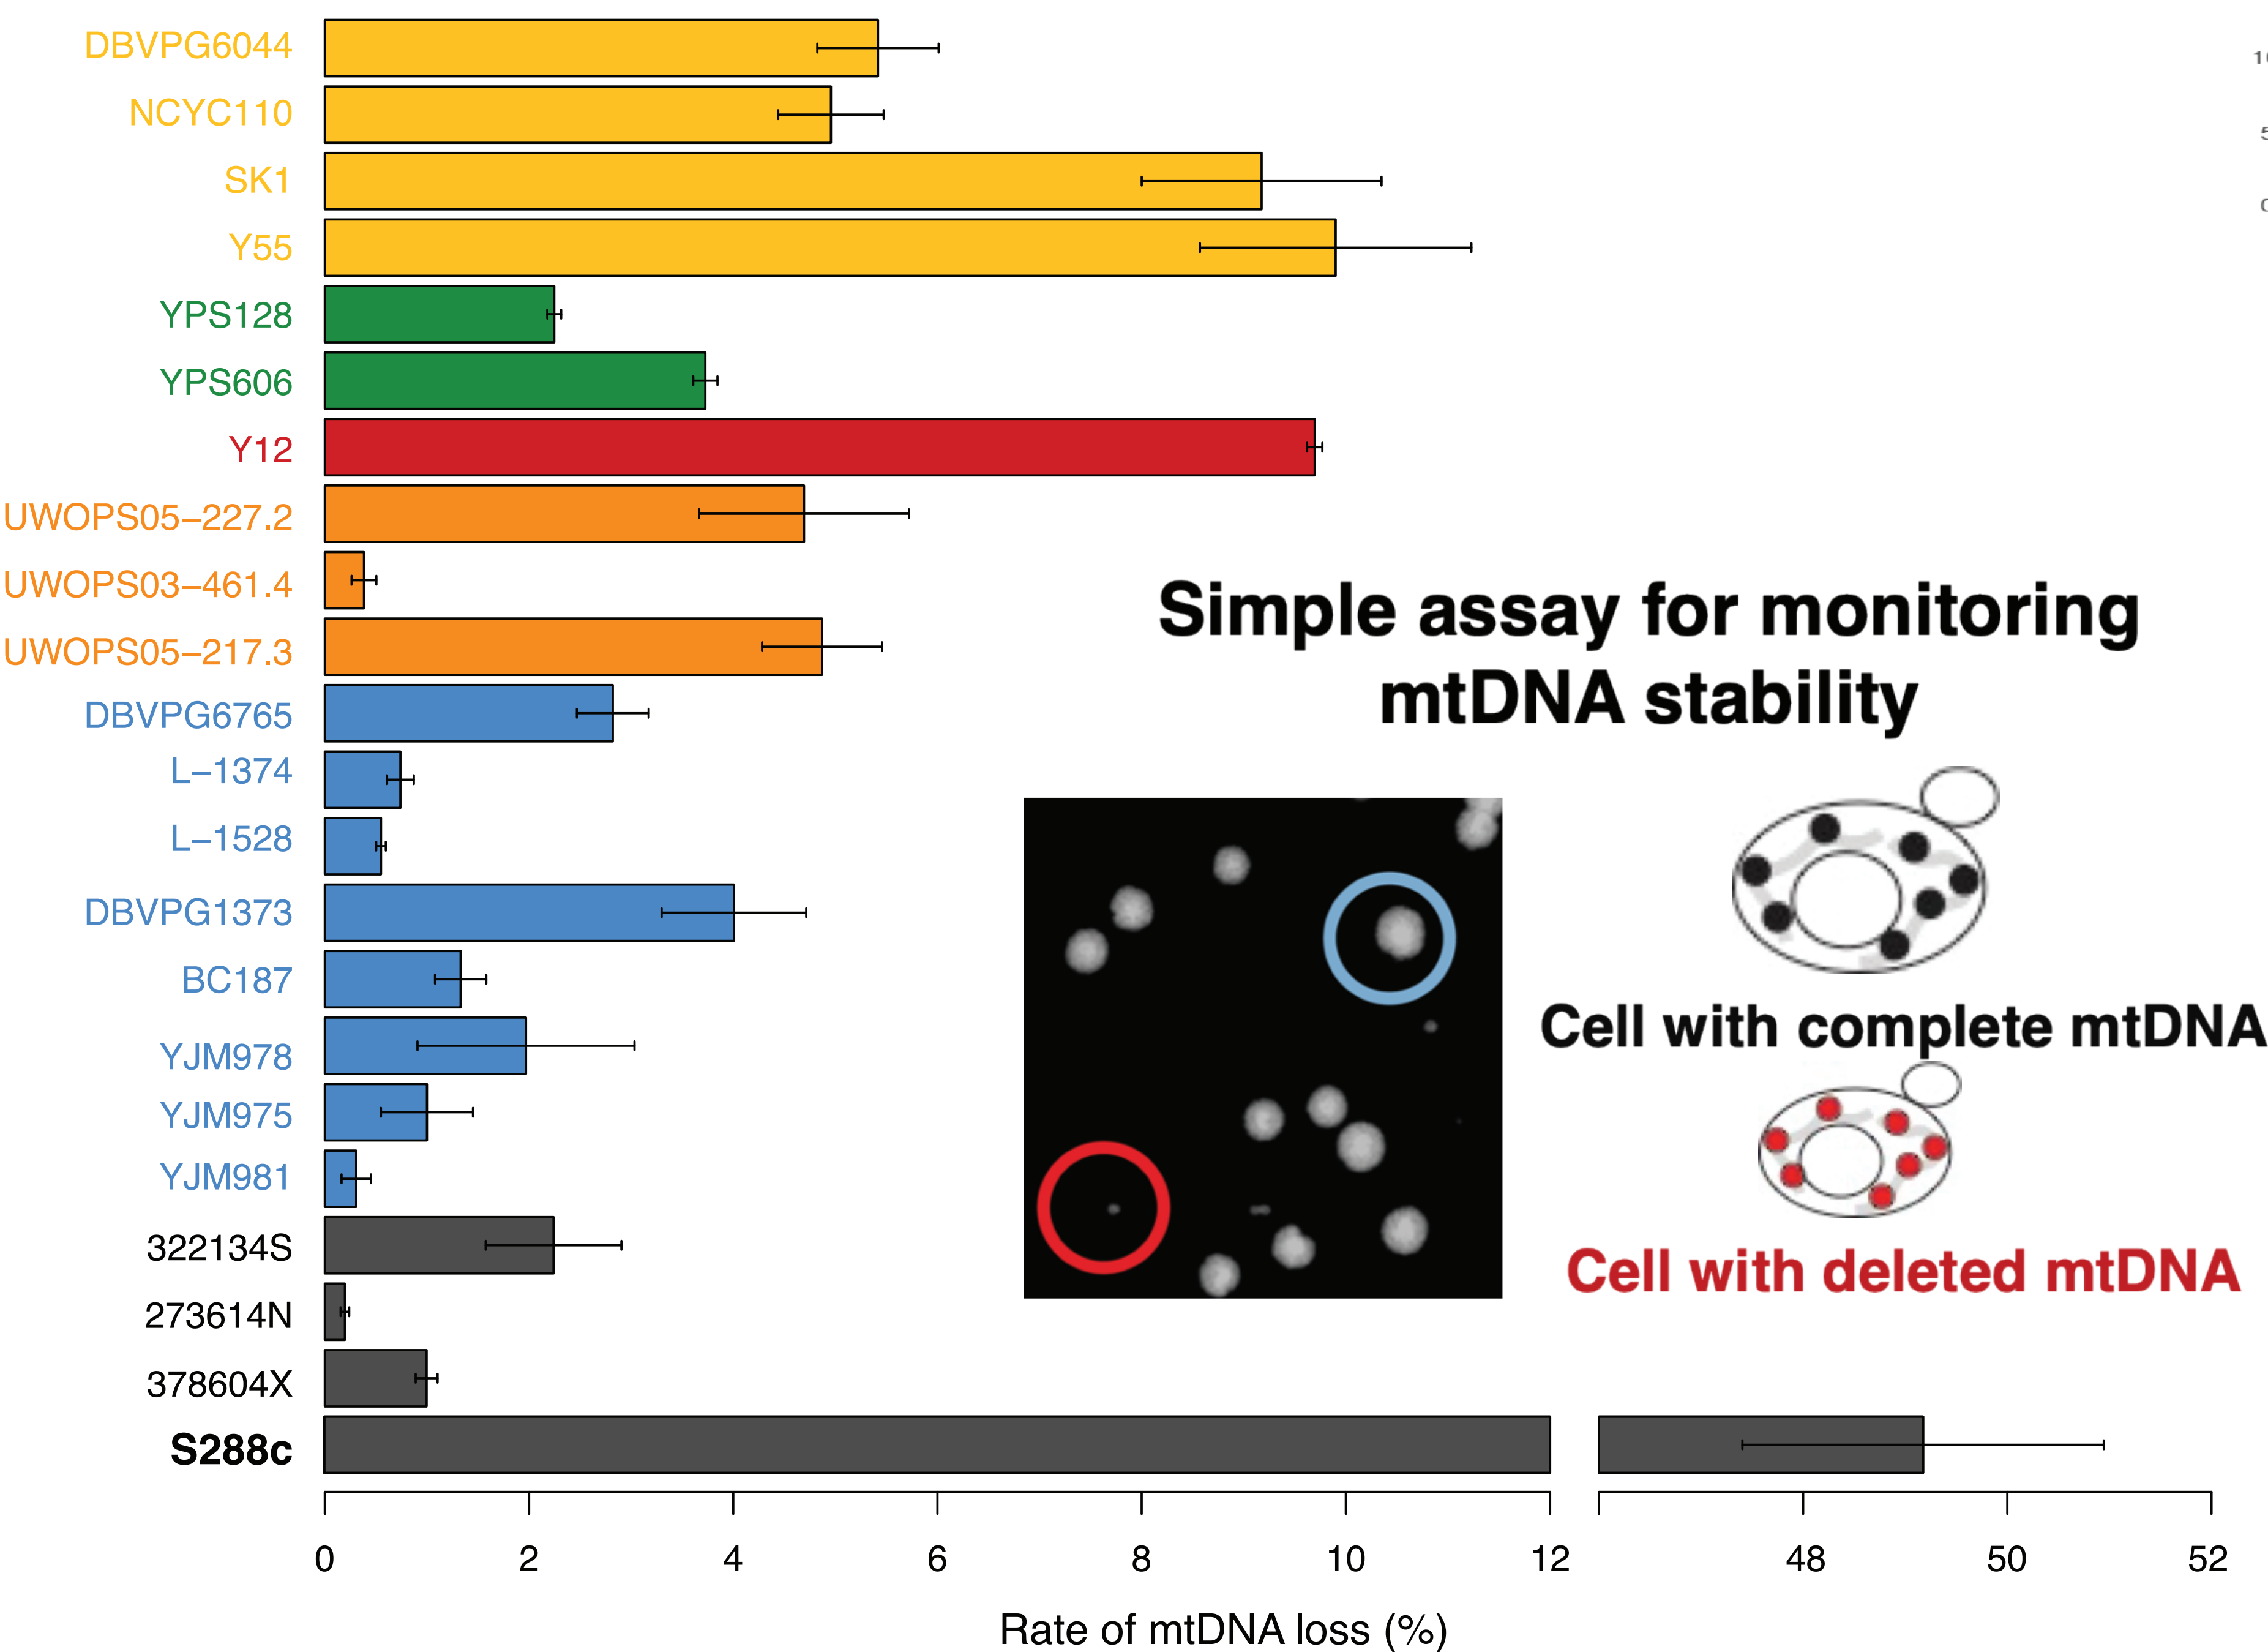 DBVPG6044
NCYC110
SK1
Y55
YPS128
YPS606
Y12
UWOPS05−227.2
UWOPS03−461.4
UWOPS05−217.3
DBVPG6765
L−1374
L−1528
DBVPG1373
BC187
YJM978
YJM975
YJM981
322134S
273614N
378604X
S288c
Simple assay for monitoring
mtDNA stability
Cell with complete mtDNA
Cell with deleted mtDNA
0 2 4 6 8 10 12 48 50 52
Rate of mtDNA loss (%)